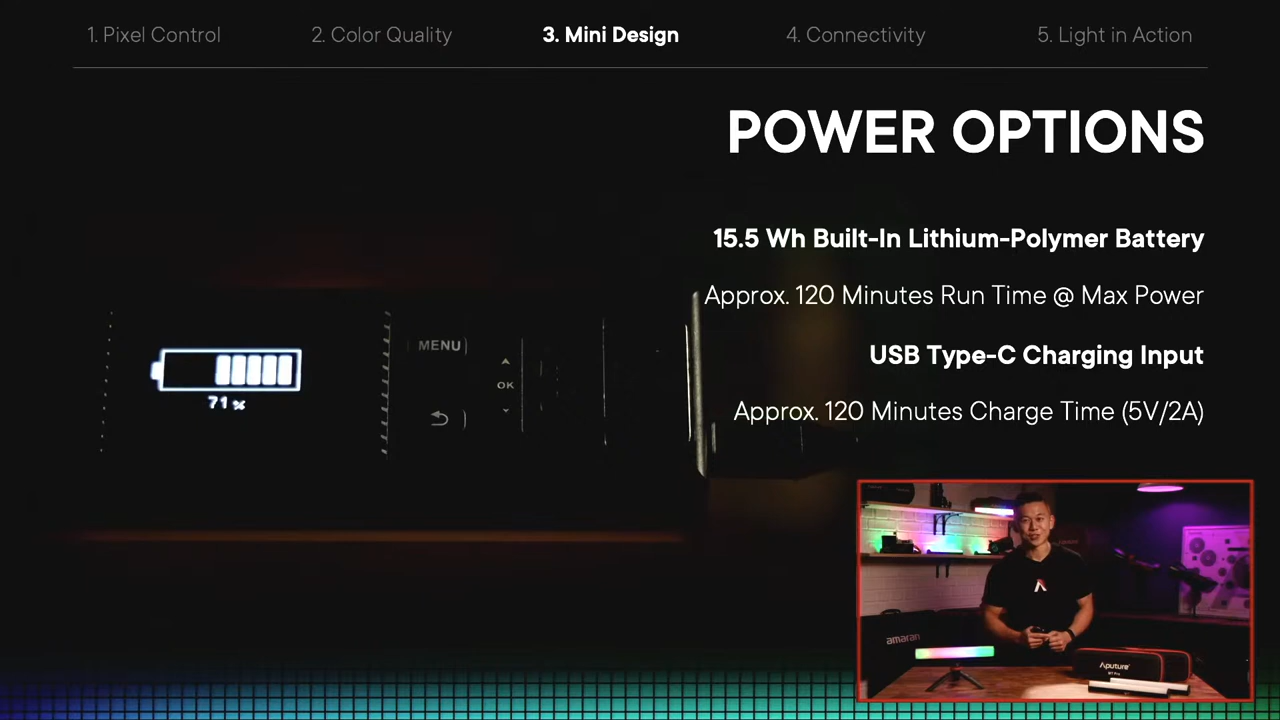 1. Pixel Control
2. Color Quality
3. Mini Design
4. Connectivity
5. Light in Action
POWER OPTIONS
15.5 Wh Built-In Lithium-Polymer Battery
Approx. 120 Minutes Run Time @ Max Power
USB Type-C Charging Input
Approx. 120 Minutes Charge Time (5V/2A)
MENU
OK
71%
amaran
Aputure
MT Pro